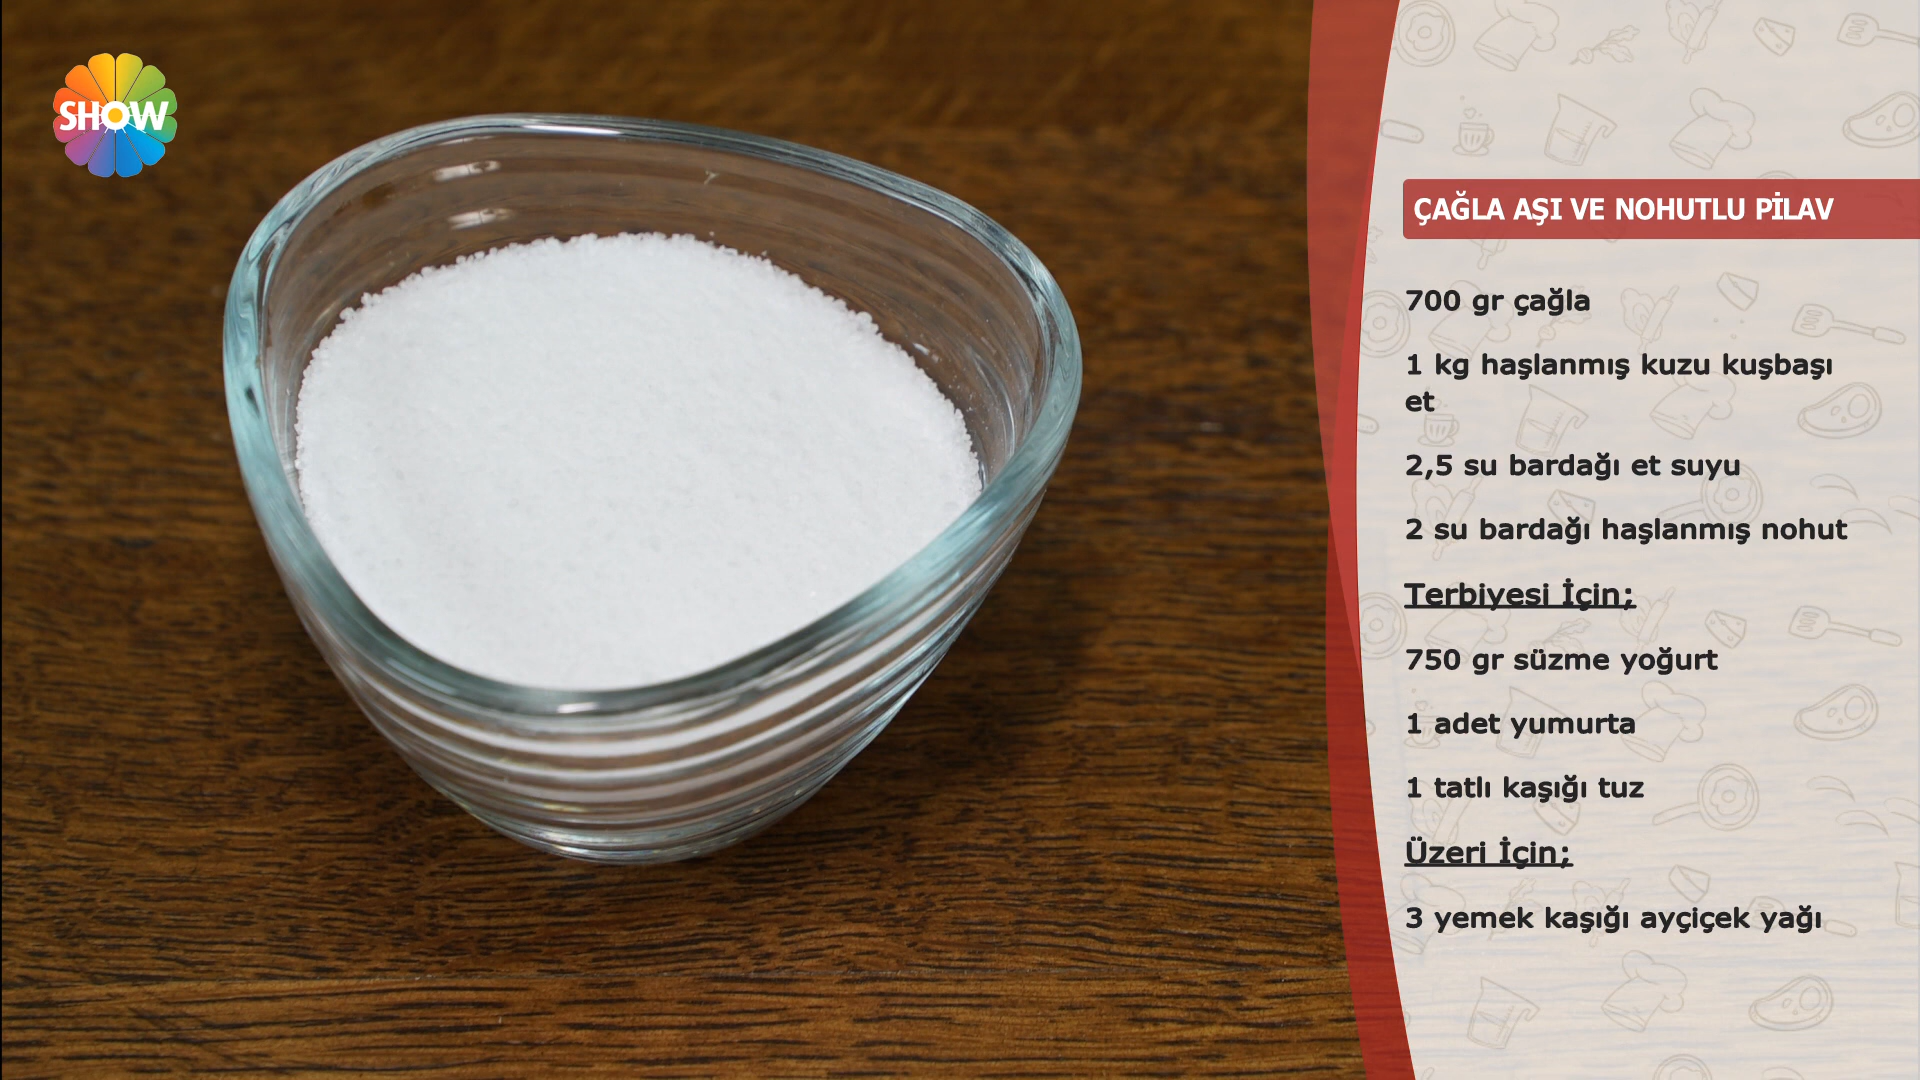 SHOW
ÇAĞLA AŞI VE NOHUTLU PİLAV
700 gr çağla
1 kg haşlanmış kuzu kuşbaşı
et
2,5 su bardağı et suyu
2 su bardağı haşlanmış nohut
Terbiyesi İçin;
750 gr süzme yoğurt
1 adet yumurta
1 tatlı kaşığı tuz
Üzeri İçin;
3 yemek kaşığı ayçiçek yağı